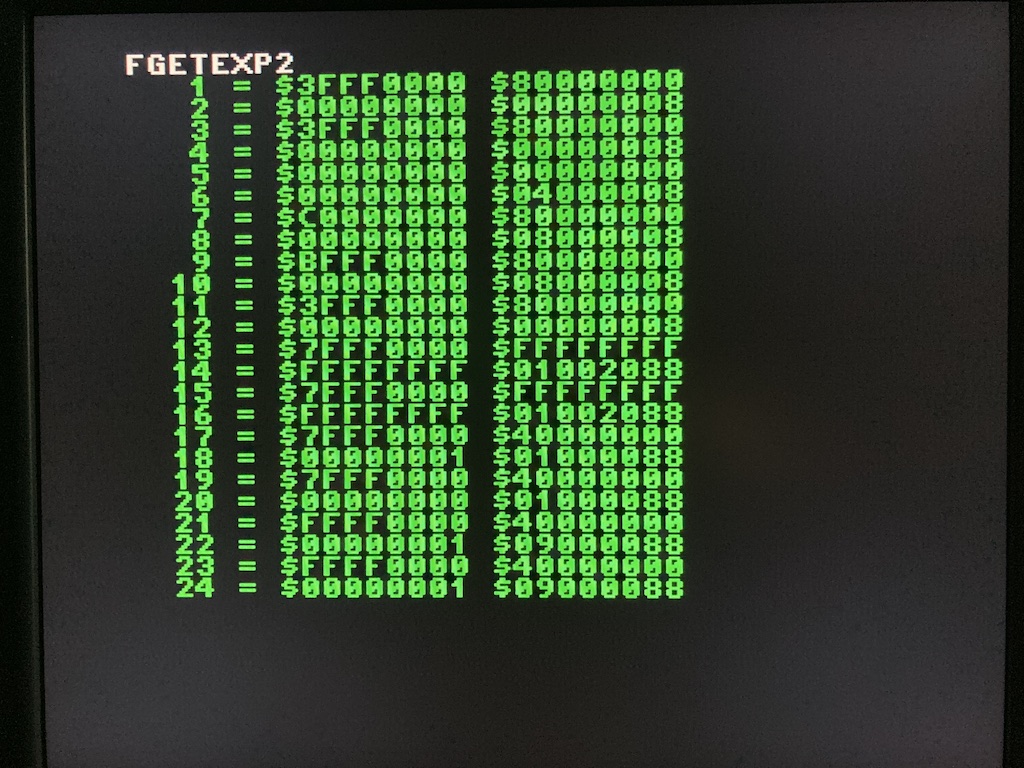 FGETEXP2
1 = $3FFF0000 $80000000
2 = $00000000 $00000008
3 = $3FFF0000 $80000000
4 = $00000000 $00000008
5 = $00000000 $00000000
6 = $00000000 $04000008
7 = $C0000000 $80000000
8 = $00000000 $08000008
9 = $BFFF0000 $80000000
10 = $00000000 $08000008
11 = $3FFF0000 $80000000
12 = $00000000 $00000008
13 = $7FFF0000 $FFFFFFFF
14 = $FFFFFFFF $01002088
15 = $7FFF0000 $FFFFFFFF
16 = $FFFFFFFF $01002088
17 = $7FFF0000 $40000000
18 = $00000001 $01000088
19 = $7FFF0000 $40000000
20 = $00000000 $01000088
21 = $FFFF0000 $40000000
22 = $00000001 $09000088
23 = $FFFF0000 $40000000
24 = $00000001 $09000088